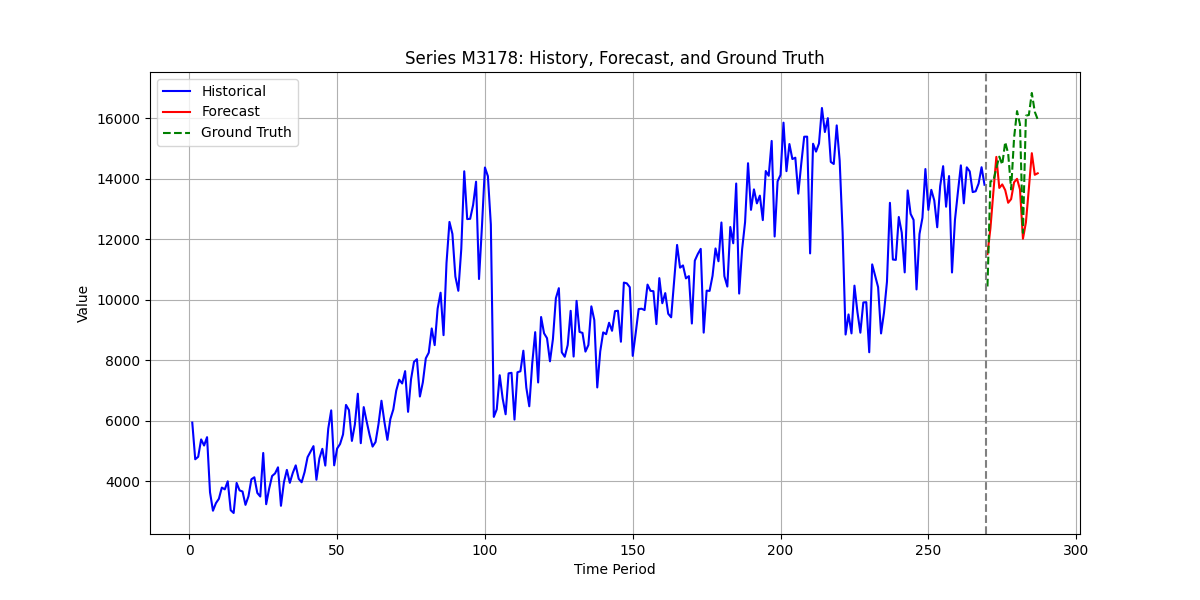 Series M3178: History, Forecast, and Ground Truth
Historical
Forecast
Ground Truth
Value
16000
14000
12000
10000
8000
6000
4000
0 50 100 150 200 250 300
Time Period